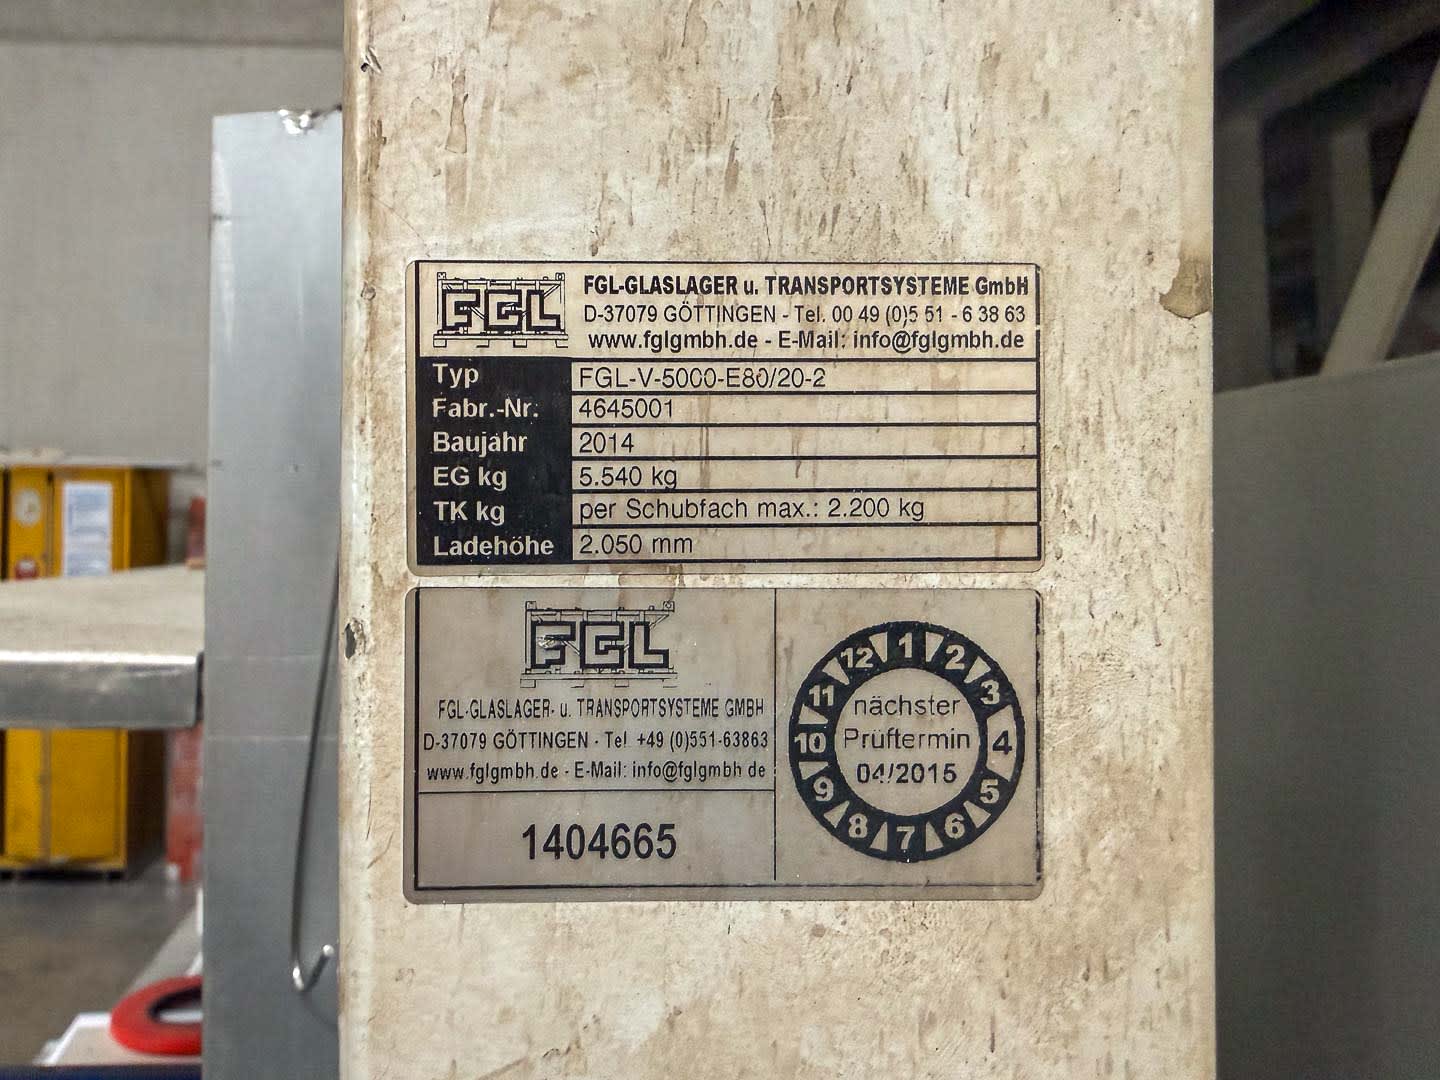 FGL
FGL-GLASLAGER u. TRANSPORTSYSTEME GmbH
D-37079 GÖTTINGEN - Tel. 00 49 (0)5 51 - 6 38 63
www.fglgmbh.de - E-Mail: info@fglgmbh.de
Typ FGL-V-5000-E80/20-2
Fabr.-Nr. 4645001
Baujahr 2014
EG kg 5.540 kg
TK kg per Schubfach max.: 2.200 kg
Ladehöhe 2.050 mm
FGL
FGL-GLASLAGER- u. TRANSPORTSYSTEME GMBH
D-37079 GÖTTINGEN - Tel +49 (0)551-63863
www.fglgmbh.de - E-Mail: info@fglgmbh de
1404665
1 2 3 4 5 6 7 8 9 10 11 12
nächster
Prüftermin
04/2015